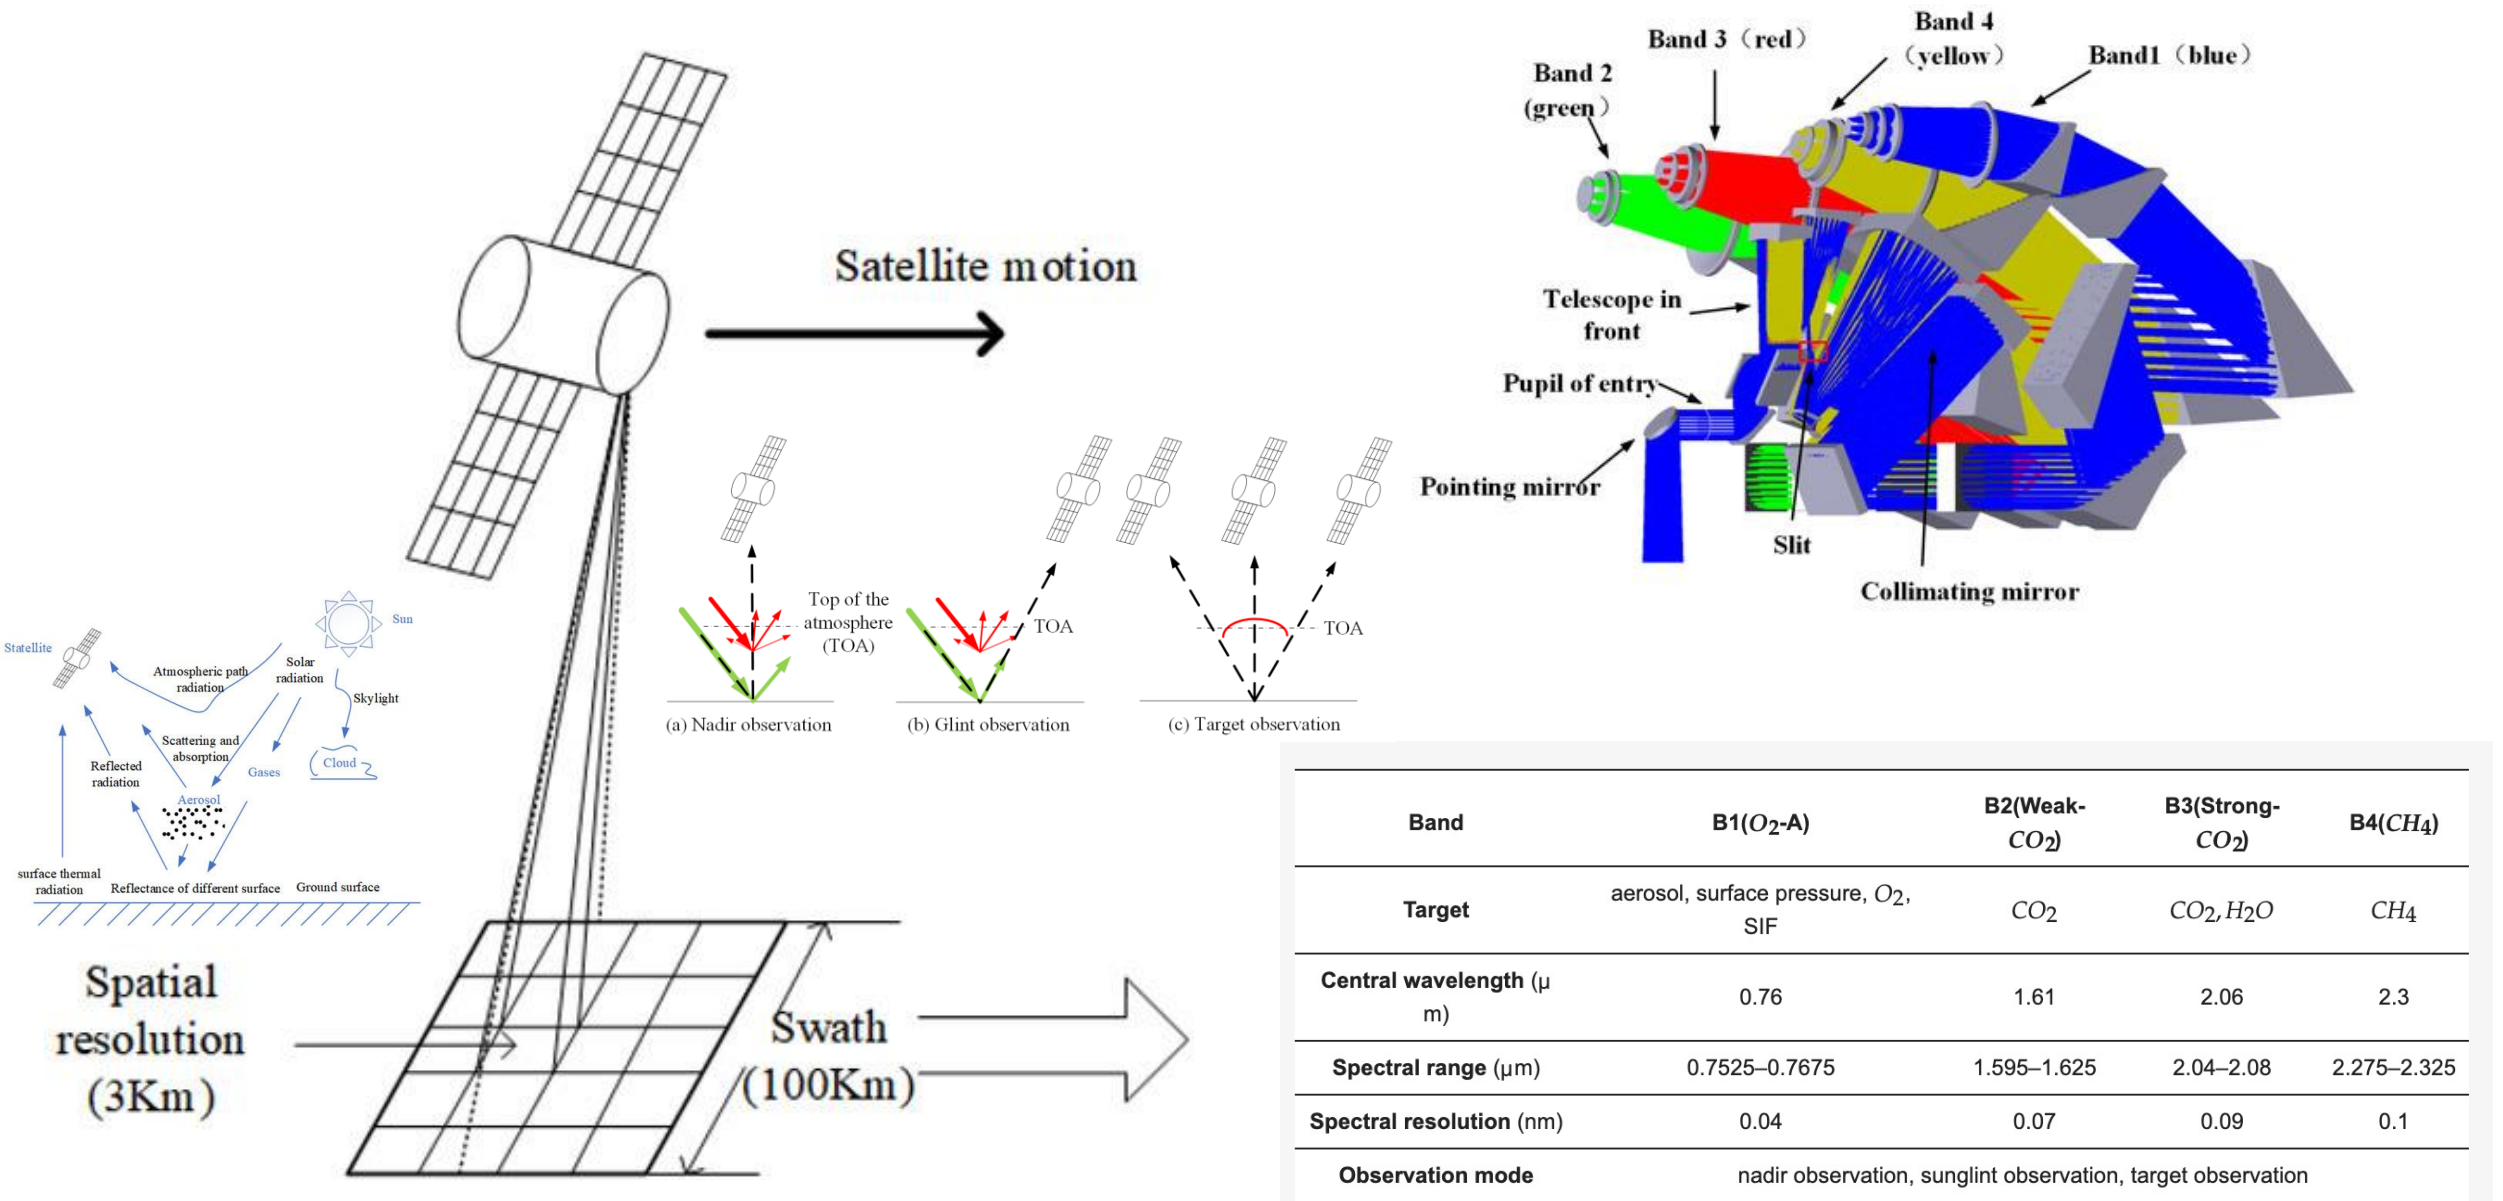 Satellite motion
Spatial
resolution
(3Km)
Swath
(100Km)
Statellite
Sun
Atmospheric path
radiation
Solar
radiation
Skylight
Scattering and
absorption
Reflected
radiation
Gases
Cloud
Aerosol
surface thermal
radiation
Reflectance of different surface
Ground surface
Top of the
atmosphere
(TOA)
TOA
TOA
(a) Nadir observation
(b) Glint observation
(c) Target observation
Band 2
(green）
Band 3（red）
Band 4
（yellow）
Band1（blue）
Telescope in
front
Pupil of entry
Pointing mirror
Slit
Collimating mirror
Band B1(O₂-A) B2(Weak-
CO₂) B3(Strong-
CO₂) B4(CH₄)
Target aerosol, surface pressure, O₂,
SIF CO₂ CO₂, H₂O CH₄
Central wavelength (μ
m) 0.76 1.61 2.06 2.3
Spectral range (μm) 0.7525–0.7675 1.595–1.625 2.04–2.08 2.275–2.325
Spectral resolution (nm) 0.04 0.07 0.09 0.1
Observation mode nadir observation, sunglint observation, target observation